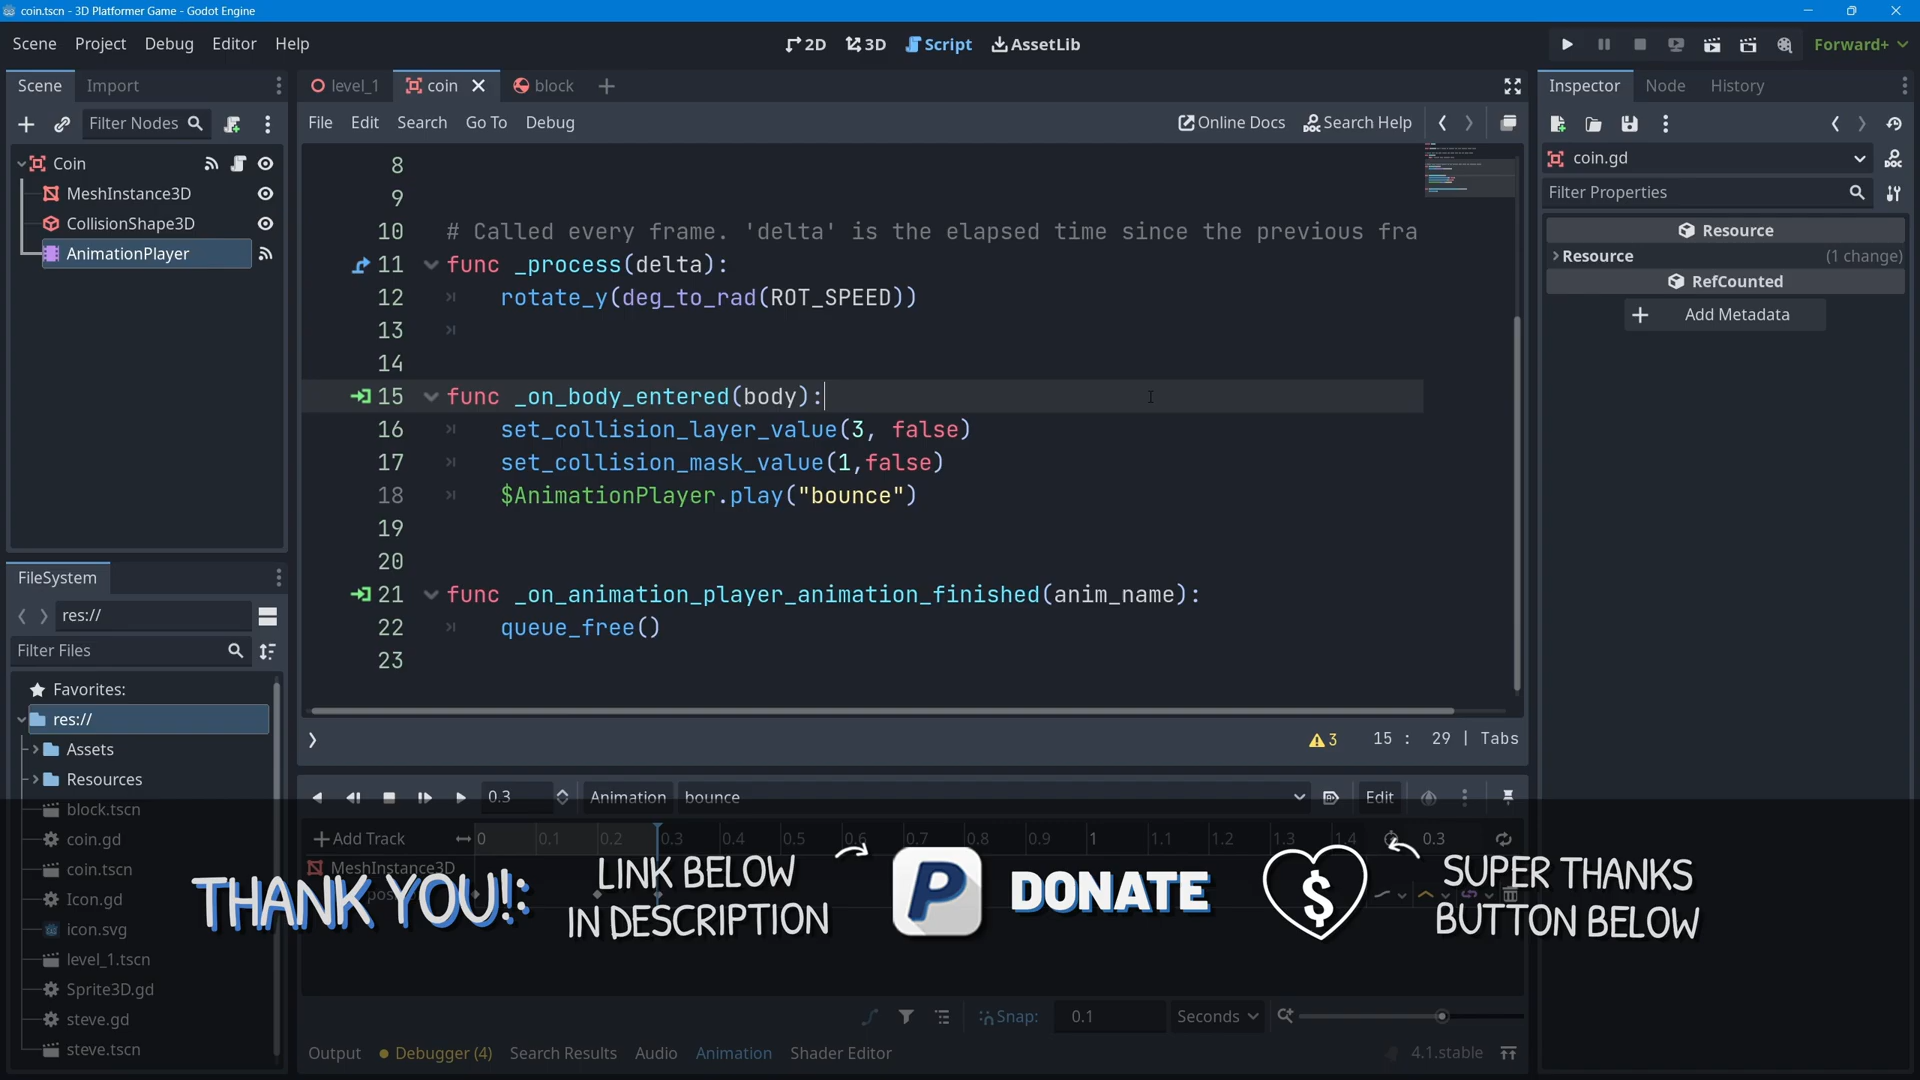 coin.tscn - 3D Platformer Game - Godot Engine
Scene Project Debug Editor Help
2D 3D Script AssetLib
Forward+
Scene Import
level_1 coin block
Inspector Node History
Filter Nodes
File Edit Search Go To Debug
Online Docs Search Help
Coin
MeshInstance3D
CollisionShape3D
AnimationPlayer
8
9
10 # Called every frame. 'delta' is the elapsed time since the previous fra
11 func _process(delta):
12 rotate_y(deg_to_rad(ROT_SPEED))
13
14
15 func _on_body_entered(body):
16 set_collision_layer_value(3, false)
17 set_collision_mask_value(1,false)
18 $AnimationPlayer.play("bounce")
19
20
21 func _on_animation_player_animation_finished(anim_name):
22 queue_free()
23
3 15 : 29 | Tabs
coin.gd
Filter Properties
Resource
Resource (1 change)
RefCounted
Add Metadata
FileSystem
res://
Filter Files
Favorites:
res://
Assets
Resources
block.tscn
coin.gd
coin.tscn
Icon.gd
icon.svg
level_1.tscn
Sprite3D.gd
steve.gd
steve.tscn
0.3 Animation bounce Edit
Add Track 0 0.1 0.2 0.3 0.4 0.5 0.6 0.7 0.8 0.9 1 1.1 1.2 1.3 1.4 0.3
MeshInstance3D
THANK YOU!:
LINK BELOW
IN DESCRIPTION
DONATE
$
SUPER THANKS
BUTTON BELOW
Snap: 0.1 Seconds
Output Debugger (4) Search Results Audio Animation Shader Editor
4.1.stable